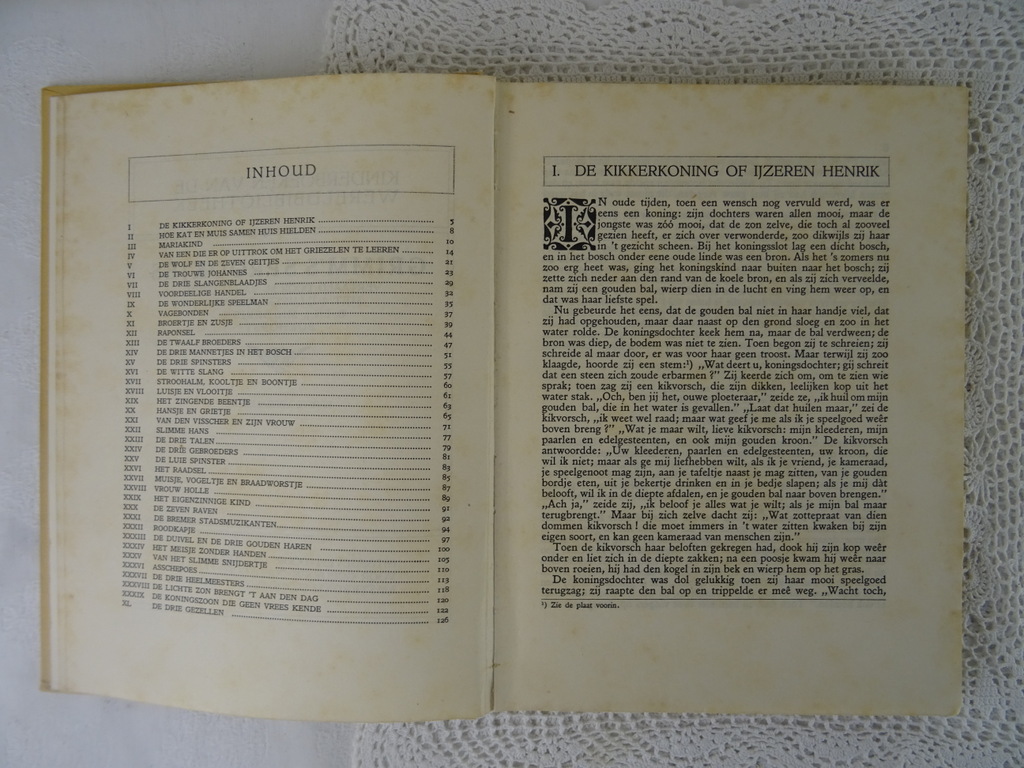 INHOUD
I DE KIKKERKONING OF IJZEREN HENRIK 5
II HOE KAT EN MUIS SAMEN HUIS HIELDEN 8
III MARIAKIND 10
IV VAN EEN DIE ER OP UITTROK OM HET GRIEZELEN TE LEEREN 14
V DE WOLF EN DE ZEVEN GEITJES 21
VI DE TROUWE JOHANNES 23
VII DE DRIE SLANGENBLAADJES 29
VIII VOORDEELIGE HANDEL 32
IX DE WONDERLIJKE SPEELMAN 35
X VAGEBONDEN 37
XI BROERTJE EN ZUSJE 39
XII RAPONSEL 44
XIII DE TWAALF BROEDERS 47
XIV DE DRIE MANNETJES IN HET BOSCH 51
XV DE DRIE SPINSTERS 55
XVI DE WITTE SLANG 57
XVII STROOHALM, KOOLTJE EN BOONTJE 60
XVIII LUISJE EN VLOOITJE 61
XIX HET ZINGENDE BEENTJE 63
XX HANSJE EN GRIETJE 65
XXI VAN DEN VISSCHER EN ZIJN VROUW 71
XXII SLIMME HANS 77
XXIII DE DRIE TALEN 79
XXIV DE DRIE GEBROEDERS 81
XXV DE LUIE SPINSTER 83
XXVI HET RAADSEL 85
XXVII MUISJE, VOGELTJE EN BRAADWORSTJE 87
XXVIII VROUW HOLLE 89
XXIX HET EIGENZINNIGE KIND 91
XXX DE ZEVEN RAVEN 92
XXXI DE BREMER STADSMUZIKANTEN 94
XXXII ROODKAPJE 97
XXXIII DE DUIVEL EN DE DRIE GOUDEN HAREN 100
XXXIV HET MEISJE ZONDER HANDEN 105
XXXV VAN HET SLIMME SNIJDERTJE 110
XXXVI ASSCHEPOES 113
XXXVII DE DRIE HEELMEESTERS 118
XXXVIII DE LICHTE ZON BRENGT 'T AAN DEN DAG 120
XXXIX DE KONINGSZOON DIE GEEN VREES KENDE 122
XL DE DRIE GEZELLEN 126
I. DE KIKKERKONING OF IJZEREN HENRIK
IN oude tijden, toen een wensch nog vervuld werd, was er
eens een koning: zijn dochters waren allen mooi, maar de
jongste was zóó mooi, dat de zon zelve, die toch al zooveel
gezien heeft, er zich over verwonderde, zoo dikwijls zij haar
in 't gezicht scheen. Bij het koningsslot lag een dicht bosch,
en in het bosch onder eene oude linde was een bron. Als het 's zomers nu
zoo erg heet was, ging het koningskind naar buiten naar het bosch; zij
zette zich neder aan den rand van de koele bron, en als zij zich verveelde,
nam zij een gouden bal, wierp dien in de lucht en ving hem weer op, en
dat was haar liefste spel.
Nu gebeurde het eens, dat de gouden bal niet in haar handje viel, dat
zij had opgehouden, maar daar naast op den grond sloeg en zoo in het
water rolde. De koningsdochter keek hem na, maar de bal verdween; de
bron was diep, de bodem was niet te zien. Toen begon zij te schreien; zij
schreide al maar door, er was voor haar geen troost. Maar terwijl zij zoo
klaagde, hoorde zij een stem:¹) „Wat deert u, koningsdochter; gij schreit
dat een steen zich zoude erbarmen?” Zij keerde zich om, om te zien wie
sprak; toen zag zij een kikvorsch, die zijn dikken, leelijken kop uit het
water stak. „Och, ben jij het, ouwe ploeteraar,” zeide ze, „ik huil om mijn
gouden bal, die in het water is gevallen.” „Laat dat huilen maar,” zei de
kikvorsch, „ik weet wel raad; maar wat geef je me als ik je speelgoed weêr
boven breng?” „Wat je maar wilt, lieve kikvorsch: mijn kleederen, mijn
paarlen en edelgesteenten, en ook mijn gouden kroon.” De kikvorsch
antwoordde: „Uw kleederen, paarlen en edelgesteenten, uw kroon, die
wil ik niet; maar als ge mij liefhebben wilt, als ik je vriend, je kameraad,
je speelgenoot mag zijn, aan je tafeltje naast je mag zitten, van je gouden
bordje eten, uit je bekertje drinken en in je bedje slapen; als je mij dàt
belooft, wil ik in de diepte afdalen, en je gouden bal naar boven brengen.”
„Ach ja,” zeide zij, „ik beloof je alles wat je wilt; als je mijn bal maar
terugbrengt.” Maar bij zich zelve dacht zij: „Wat zottepraat van dien
dommen kikvorsch! die moet immers in 't water zitten kwaken bij zijn
eigen soort, en kan geen kameraad van menschen zijn.”
Toen de kikvorsch haar beloften gekregen had, dook hij zijn kop weêr
onder en liet zich in de diepte zakken; na een poosje kwam hij weêr naar
boven roeien, hij had den kogel in zijn bek en wierp hem op het gras.
De koningsdochter was dol gelukkig toen zij haar mooi speelgoed
terugzag; zij raapte den bal op en trippelde er meê weg. „Wacht toch,
¹) Zie de plaat voorin.